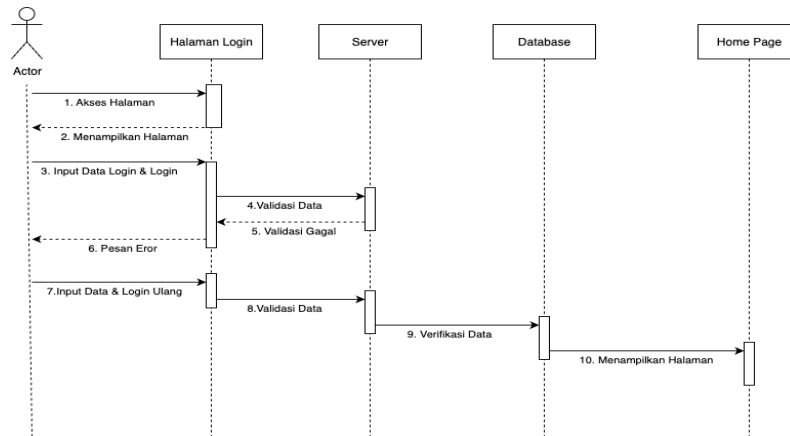 Halaman Login
Server
Database
Home Page
Actor
1. Akses Halaman
2. Menampilkan Halaman
3. Input Data Login & Login
4.Validasi Data
5. Validasi Gagal
6. Pesan Eror
7.Input Data & Login Ulang
8.Validasi Data
9. Verifikasi Data
10. Menampilkan Halaman